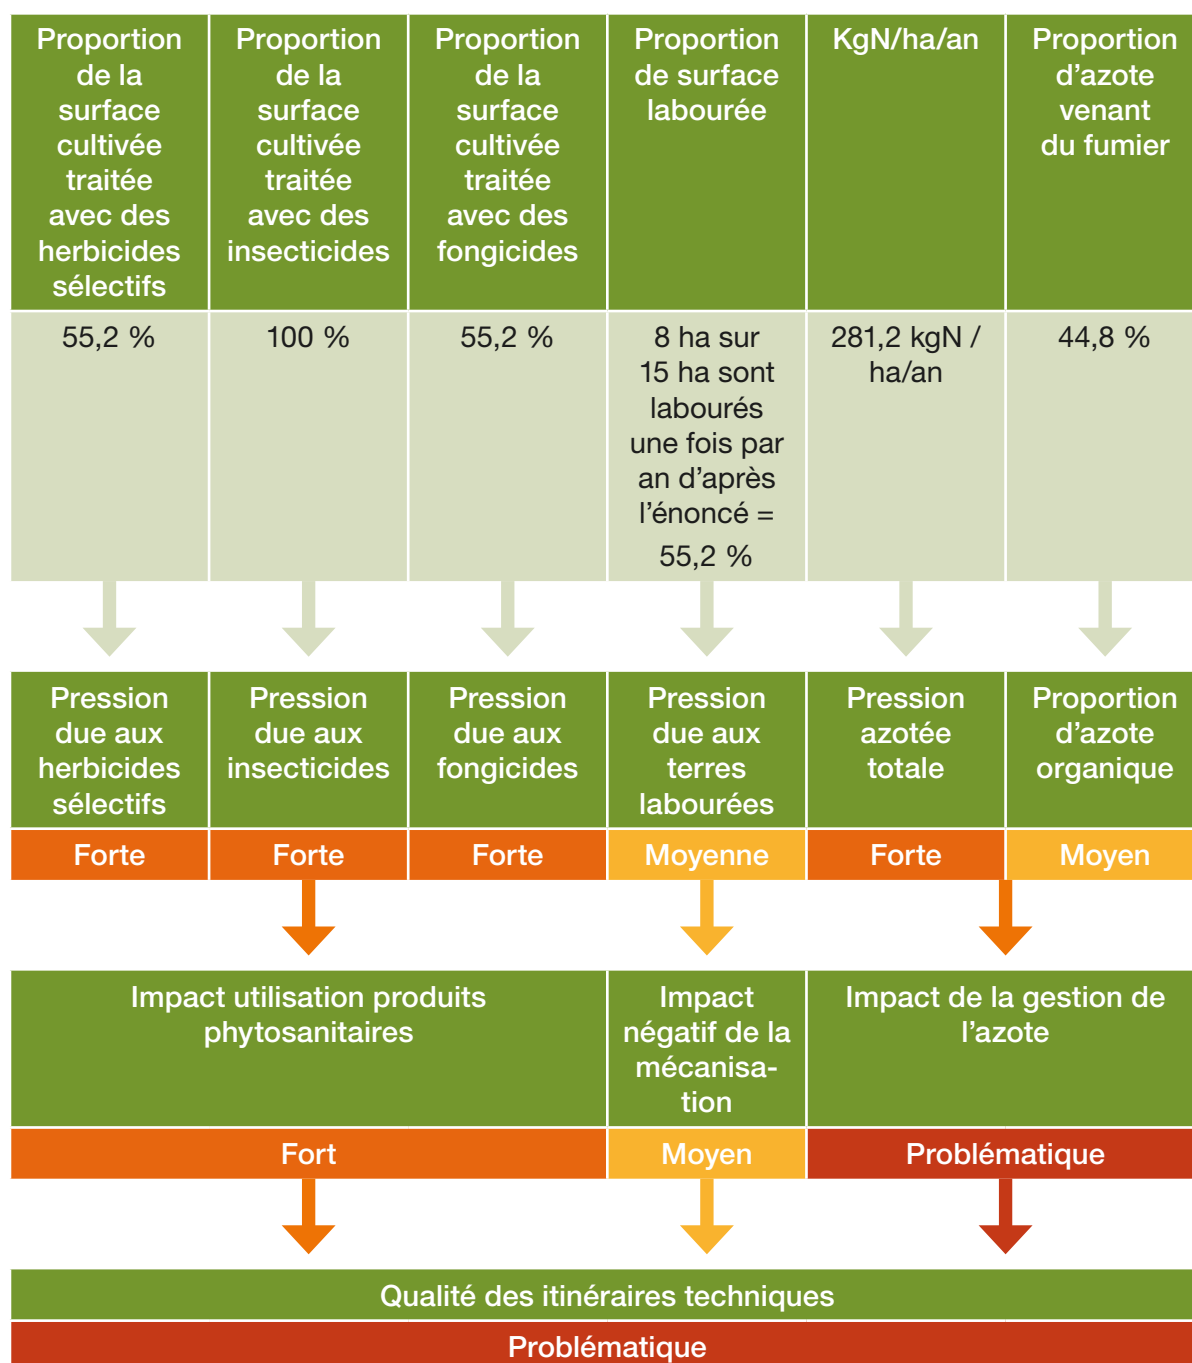 Proportion
de la
surface
cultivée
traitée
avec des
herbicides
sélectifs
Proportion
de la
surface
cultivée
traitée
avec des
insecticides
Proportion
de la
surface
cultivée
traitée
avec des
fongicides
Proportion
de surface
labourée
KgN/ha/an
Proportion
d'azote
venant
du fumier
55,2 %
100 %
55,2 %
8 ha sur
15 ha sont
labourés
une fois par
an d'après
l'énoncé =
55,2 %
281,2 kgN /
ha/an
44,8 %
Pression
due aux
herbicides
sélectifs
Pression
due aux
insecticides
Pression
due aux
fongicides
Pression
due aux
terres
labourées
Pression
azotée
totale
Proportion
d'azote
organique
Forte
Forte
Forte
Moyenne
Forte
Moyen
Impact utilisation produits
phytosanitaires
Impact
négatif de la
mécanisa-
tion
Impact de la gestion de
l'azote
Fort
Moyen
Problématique
Qualité des itinéraires techniques
Problématique